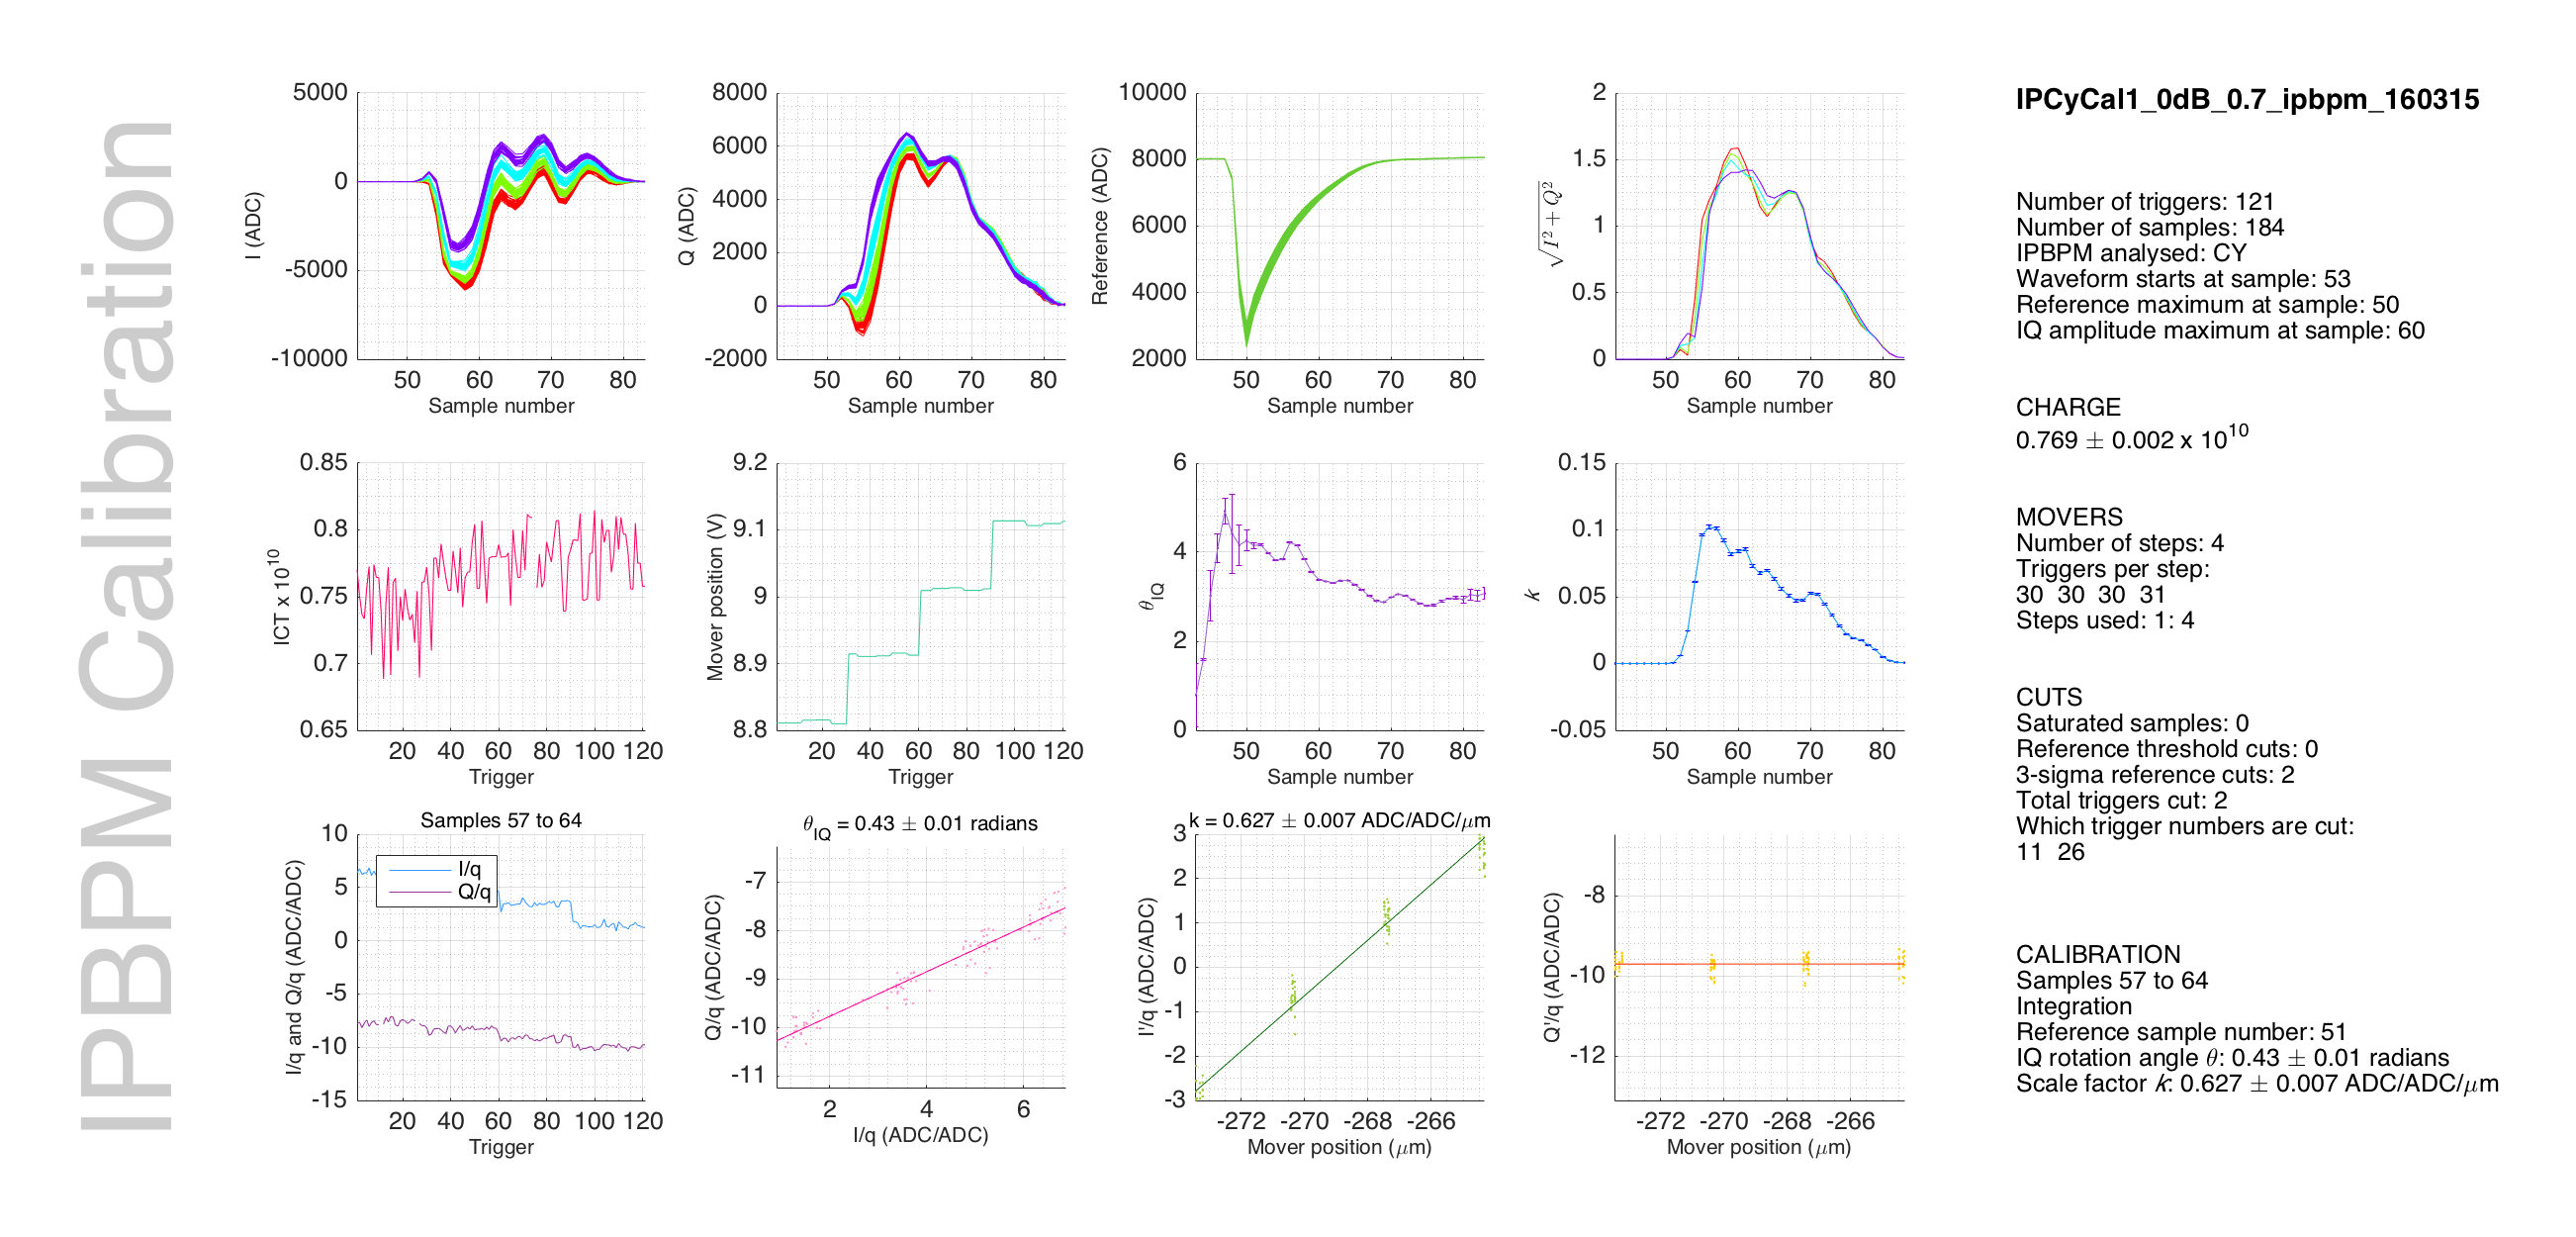 IPBPM Calibration
5000
0
-5000
-10000
I (ADC)
50 60 70 80
Sample number
8000
6000
4000
2000
0
-2000
Q (ADC)
50 60 70 80
Sample number
10000
8000
6000
4000
2000
Reference (ADC)
50 60 70 80
Sample number
2
1.5
1
0.5
0
√I² + Q²
50 60 70 80
Sample number
0.85
0.8
0.75
0.7
0.65
ICT x 10^10
20 40 60 80 100 120
Trigger
9.2
9.1
9
8.9
8.8
Mover position (V)
20 40 60 80 100 120
Trigger
6
4
2
0
θIQ
50 60 70 80
Sample number
0.15
0.1
0.05
0
-0.05
k
50 60 70 80
Sample number
Samples 57 to 64
10
5
0
-5
-10
-15
I/q and Q/q (ADC/ADC)
I/q
Q/q
20 40 60 80 100 120
Trigger
θIQ = 0.43 ± 0.01 radians
-7
-8
-9
-10
-11
Q/q (ADC/ADC)
2 4 6
I/q (ADC/ADC)
k = 0.627 ± 0.007 ADC/ADC/μm
3
2
1
0
-1
-2
-3
I'/q (ADC/ADC)
-272 -270 -268 -266
Mover position (μm)
-8
-10
-12
Q'/q (ADC/ADC)
-272 -270 -268 -266
Mover position (μm)
IPCyCal1_0dB_0.7_ipbpm_160315
Number of triggers: 121
Number of samples: 184
IPBPM analysed: CY
Waveform starts at sample: 53
Reference maximum at sample: 50
IQ amplitude maximum at sample: 60
CHARGE
0.769 ± 0.002 x 10^10
MOVERS
Number of steps: 4
Triggers per step:
30 30 30 31
Steps used: 1: 4
CUTS
Saturated samples: 0
Reference threshold cuts: 0
3-sigma reference cuts: 2
Total triggers cut: 2
Which trigger numbers are cut:
11 26
CALIBRATION
Samples 57 to 64
Integration
Reference sample number: 51
IQ rotation angle θ: 0.43 ± 0.01 radians
Scale factor k: 0.627 ± 0.007 ADC/ADC/μm